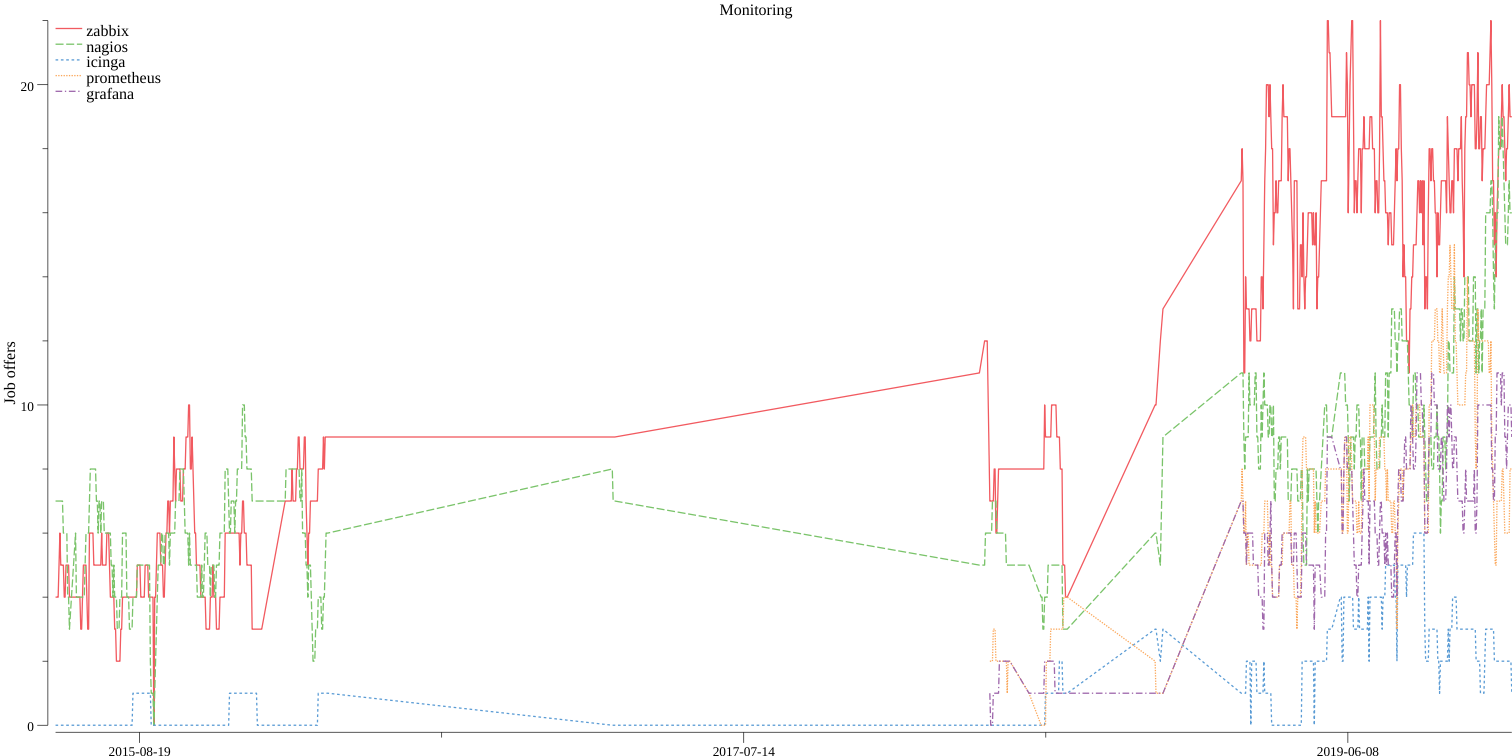 Monitoring
zabbix
nagios
icinga
prometheus
grafana
20
10
0
Job offers
2015-08-19
2017-07-14
2019-06-08